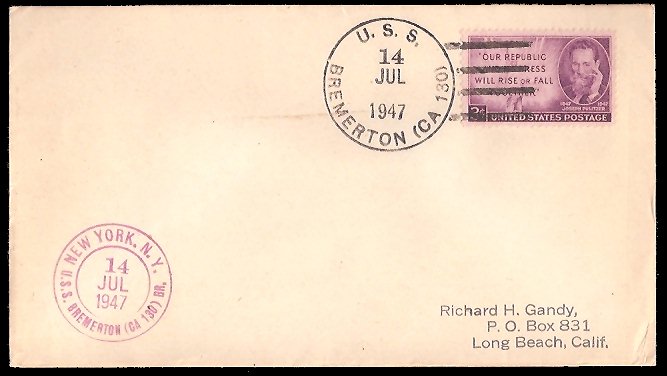 U. S. S.
14
JUL
1947
BREMERTON (CA 130)
"OUR REPUBLIC
PRESS
WILL RISE OR FALL
TOGETHER"
1847 1947
JOSEPH PULITZER
3¢ UNITED STATES POSTAGE
NEW YORK, N. Y.
14
JUL
1947
U.S.S. BREMERTON (CA 130) BR.
Richard H. Gandy,
P. O. Box 831
Long Beach, Calif.